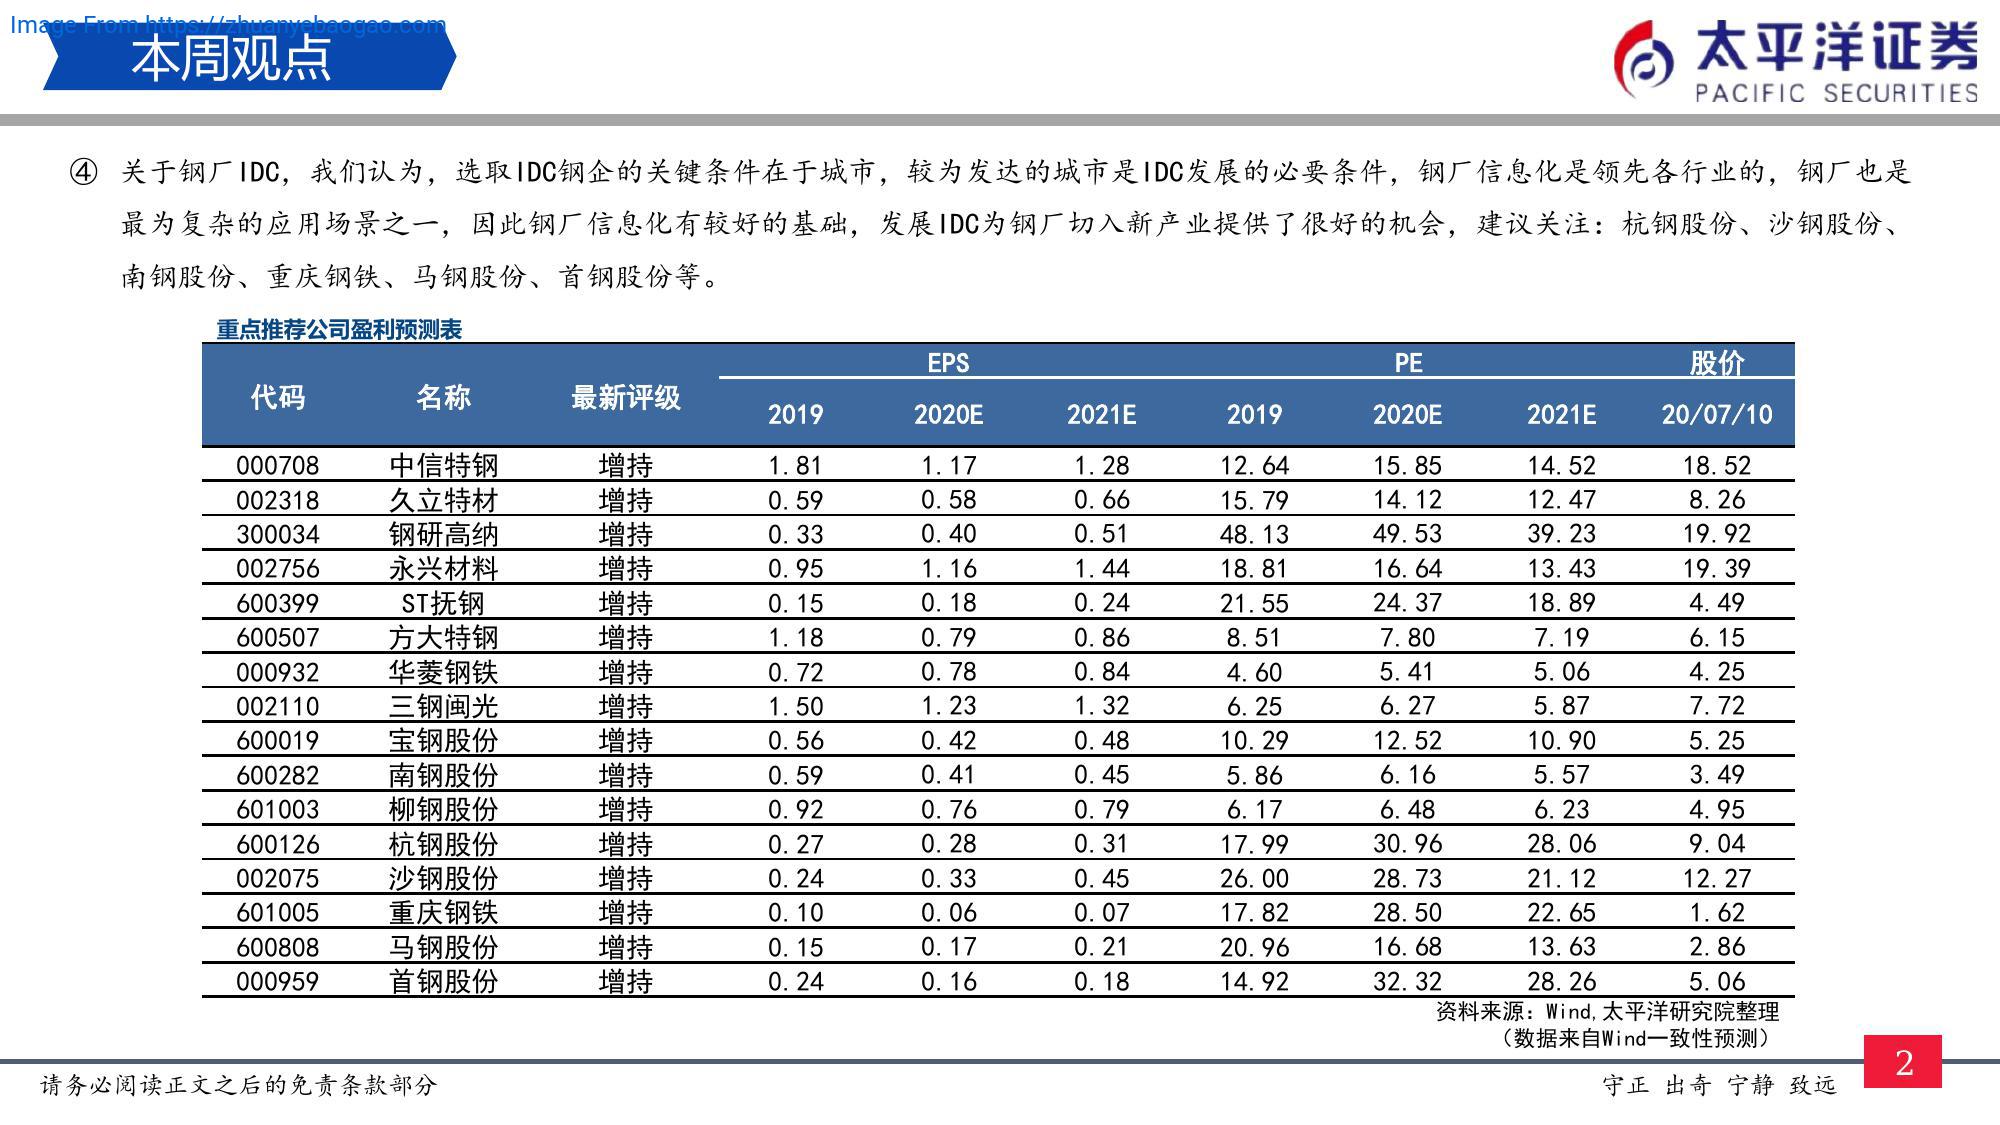 Image From https://zhuanyebaogao.com
本周观点
太平洋证券
PACIFIC SECURITIES
④ 关于钢厂IDC，我们认为，选取IDC钢企的关键条件在于城市，较为发达的城市是IDC发展的必要条件，钢厂信息化是领先各行业的，钢厂也是
最为复杂的应用场景之一，因此钢厂信息化有较好的基础，发展IDC为钢厂切入新产业提供了很好的机会，建议关注：杭钢股份、沙钢股份、
南钢股份、重庆钢铁、马钢股份、首钢股份等。
重点推荐公司盈利预测表
代码 名称 最新评级 EPS PE 股价
2019 2020E 2021E 2019 2020E 2021E 20/07/10
000708 中信特钢 增持 1.81 1.17 1.28 12.64 15.85 14.52 18.52
002318 久立特材 增持 0.59 0.58 0.66 15.79 14.12 12.47 8.26
300034 钢研高纳 增持 0.33 0.40 0.51 48.13 49.53 39.23 19.92
002756 永兴材料 增持 0.95 1.16 1.44 18.81 16.64 13.43 19.39
600399 ST抚钢 增持 0.15 0.18 0.24 21.55 24.37 18.89 4.49
600507 方大特钢 增持 1.18 0.79 0.86 8.51 7.80 7.19 6.15
000932 华菱钢铁 增持 0.72 0.78 0.84 4.60 5.41 5.06 4.25
002110 三钢闽光 增持 1.50 1.23 1.32 6.25 6.27 5.87 7.72
600019 宝钢股份 增持 0.56 0.42 0.48 10.29 12.52 10.90 5.25
600282 南钢股份 增持 0.59 0.41 0.45 5.86 6.16 5.57 3.49
601003 柳钢股份 增持 0.92 0.76 0.79 6.17 6.48 6.23 4.95
600126 杭钢股份 增持 0.27 0.28 0.31 17.99 30.96 28.06 9.04
002075 沙钢股份 增持 0.24 0.33 0.45 26.00 28.73 21.12 12.27
601005 重庆钢铁 增持 0.10 0.06 0.07 17.82 28.50 22.65 1.62
600808 马钢股份 增持 0.15 0.17 0.21 20.96 16.68 13.63 2.86
000959 首钢股份 增持 0.24 0.16 0.18 14.92 32.32 28.26 5.06
资料来源：Wind,太平洋研究院整理
（数据来自Wind一致性预测）
请务必阅读正文之后的免责条款部分
守正 出奇 宁静 致远
2